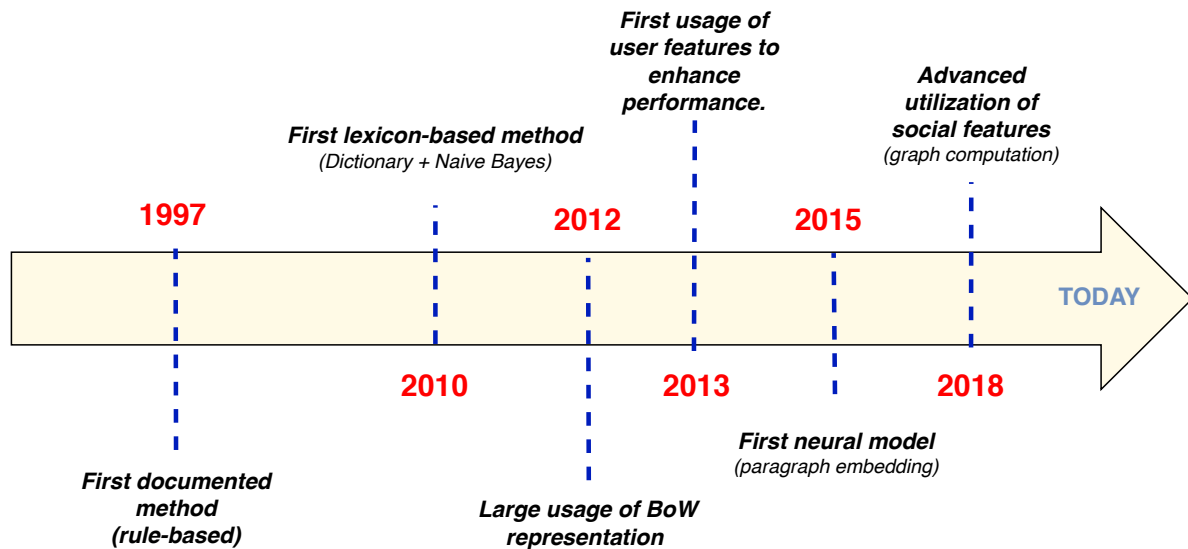 First usage of
user features to
enhance
performance.
Advanced
utilization of
social features
(graph computation)
First lexicon-based method
(Dictionary + Naive Bayes)
1997
2012
2015
TODAY
2010
2013
2018
First documented
method
(rule-based)
Large usage of BoW
representation
First neural model
(paragraph embedding)